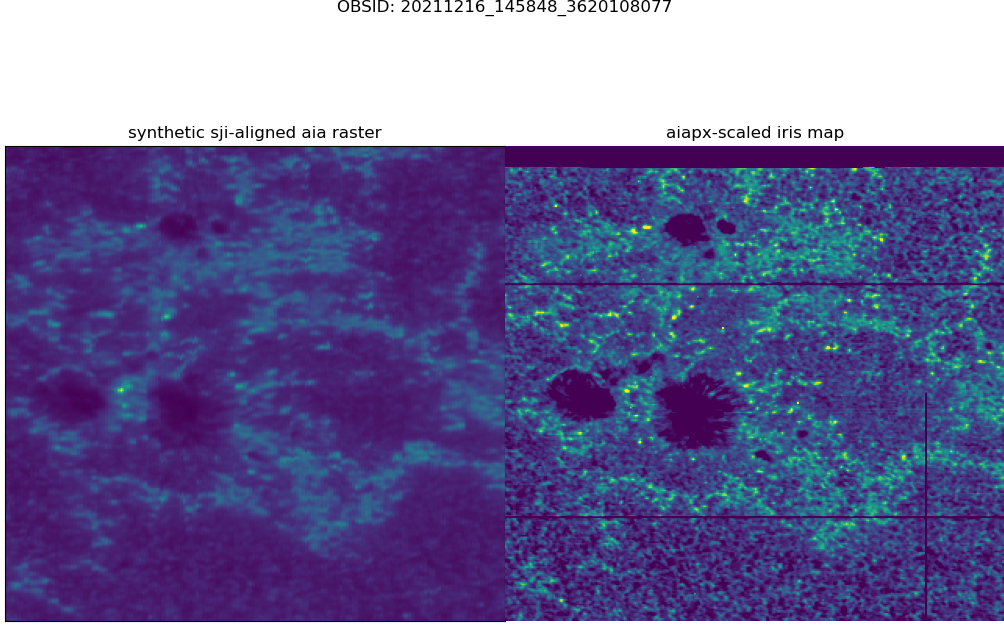 OBSID: 20211216_145848_3620108077
synthetic sji-aligned aia raster
aiapx-scaled iris map